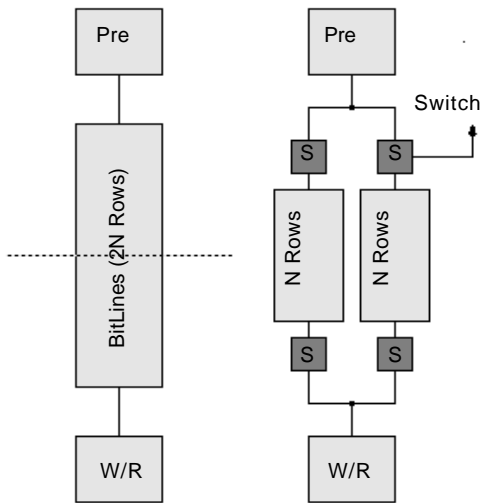 Pre
Pre
Switch
S
S
BitLines (2N Rows)
N Rows
N Rows
S
S
W/R
W/R